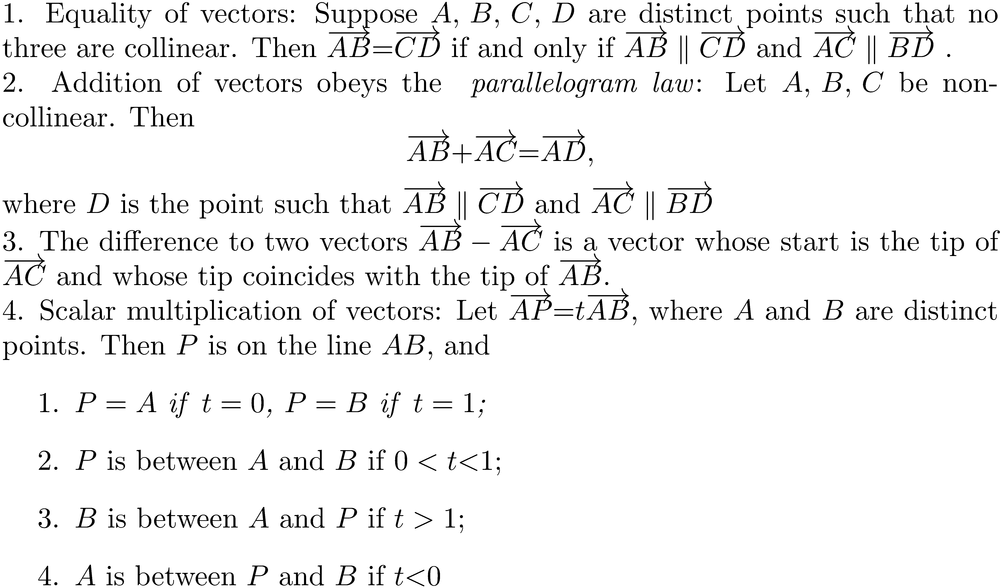 1. Equality of vectors: Suppose $A$, $B$, $C$, $D$ are distinct points such that no
three are collinear. Then $\overrightarrow{AB}$=$\overrightarrow{CD}$ if and only if $\overrightarrow{AB} \parallel \overrightarrow{CD}$ and $\overrightarrow{AC} \parallel \overrightarrow{BD}$ .
2. Addition of vectors obeys the parallelogram law: Let $A$, $B$, $C$ be non-
collinear. Then
$\overrightarrow{AB}$+$\overrightarrow{AC}$=$\overrightarrow{AD}$,
where $D$ is the point such that $\overrightarrow{AB} \parallel \overrightarrow{CD}$ and $\overrightarrow{AC} \parallel \overrightarrow{BD}$
3. The difference to two vectors $\overrightarrow{AB} - \overrightarrow{AC}$ is a vector whose start is the tip of
$\overrightarrow{AC}$ and whose tip coincides with the tip of $\overrightarrow{AB}$.
4. Scalar multiplication of vectors: Let $\overrightarrow{AP}$=$t\overrightarrow{AB}$, where $A$ and $B$ are distinct
points. Then $P$ is on the line $AB$, and
1. $P = A$ if $t = 0$, $P = B$ if $t = 1$;
2. $P$ is between $A$ and $B$ if $0 < t$<1;
3. $B$ is between $A$ and $P$ if $t > 1$;
4. $A$ is between $P$ and $B$ if $t$<0